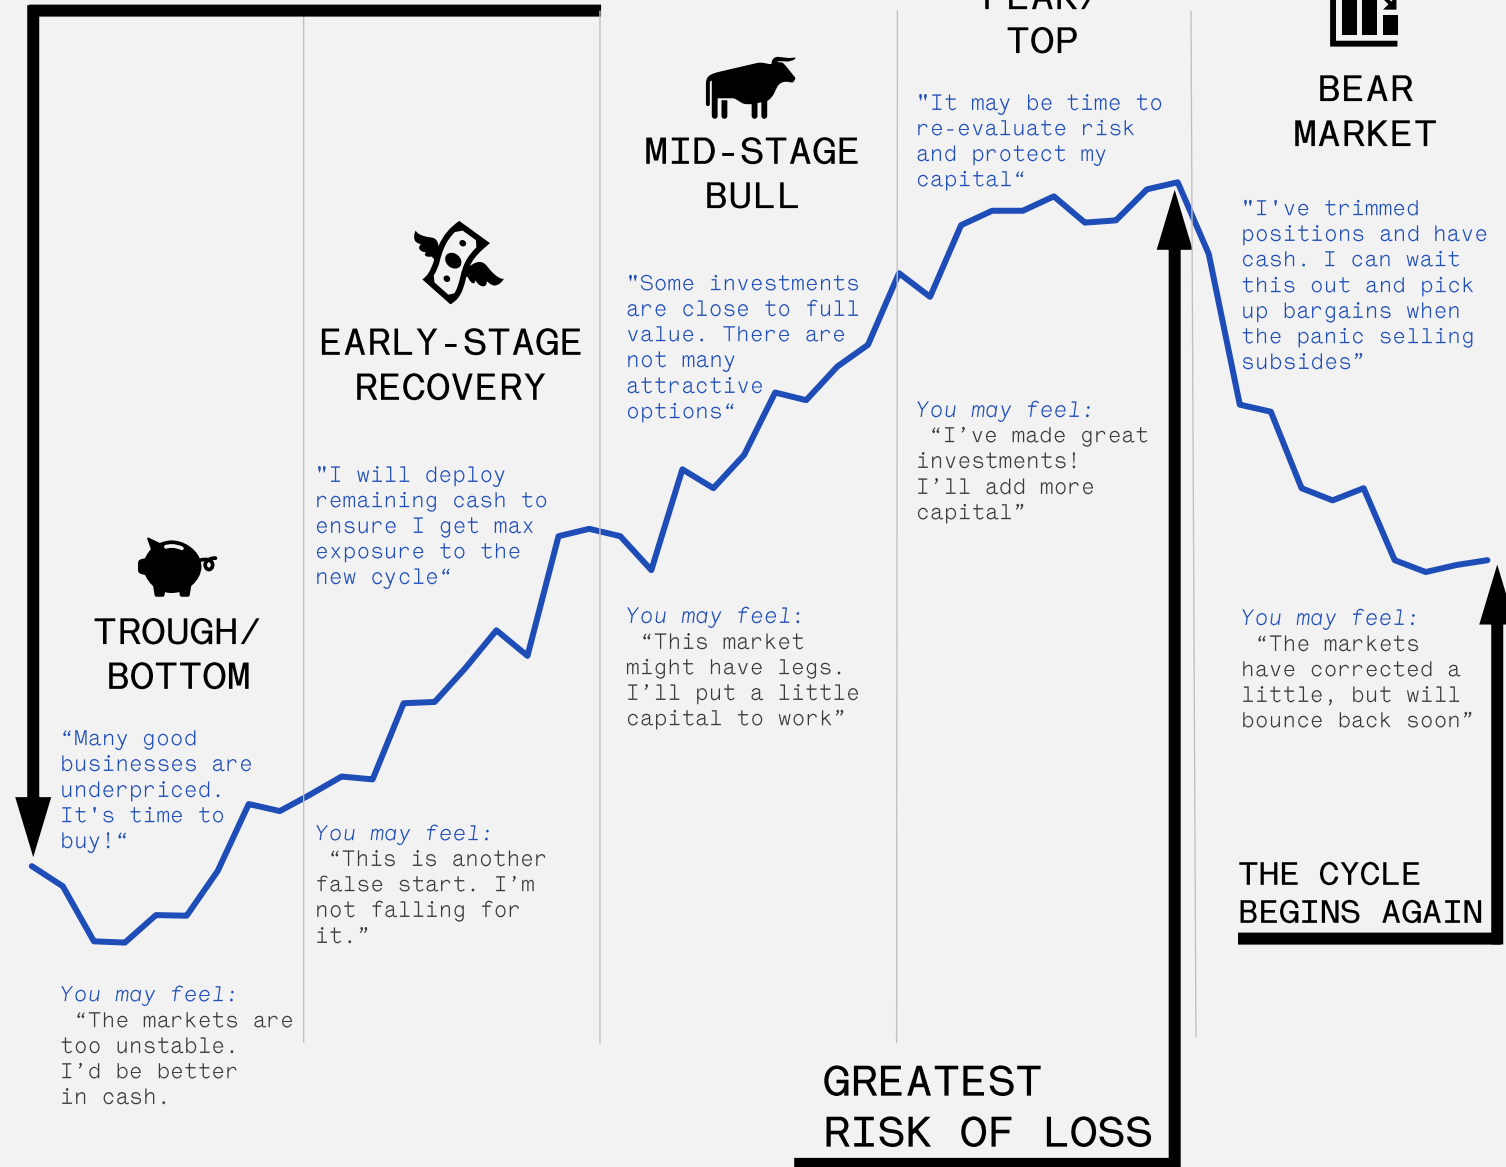 TROUGH/
BOTTOM
“Many good
businesses are
underpriced.
It's time to
buy!“
You may feel:
“The markets are
too unstable.
I’d be better
in cash.
EARLY-STAGE
RECOVERY
"I will deploy
remaining cash to
ensure I get max
exposure to the
new cycle“
You may feel:
“This is another
false start. I’m
not falling for
it.”
MID-STAGE
BULL
"Some investments
are close to full
value. There are
not many
attractive
options“
You may feel:
“This market
might have legs.
I’ll put a little
capital to work”
PEAK/
TOP
"It may be time to
re-evaluate risk
and protect my
capital“
You may feel:
“I’ve made great
investments!
I’ll add more
capital”
GREATEST
RISK OF LOSS
BEAR
MARKET
"I've trimmed
positions and have
cash. I can wait
this out and pick
up bargains when
the panic selling
subsides”
You may feel:
“The markets
have corrected a
little, but will
bounce back soon”
THE CYCLE
BEGINS AGAIN